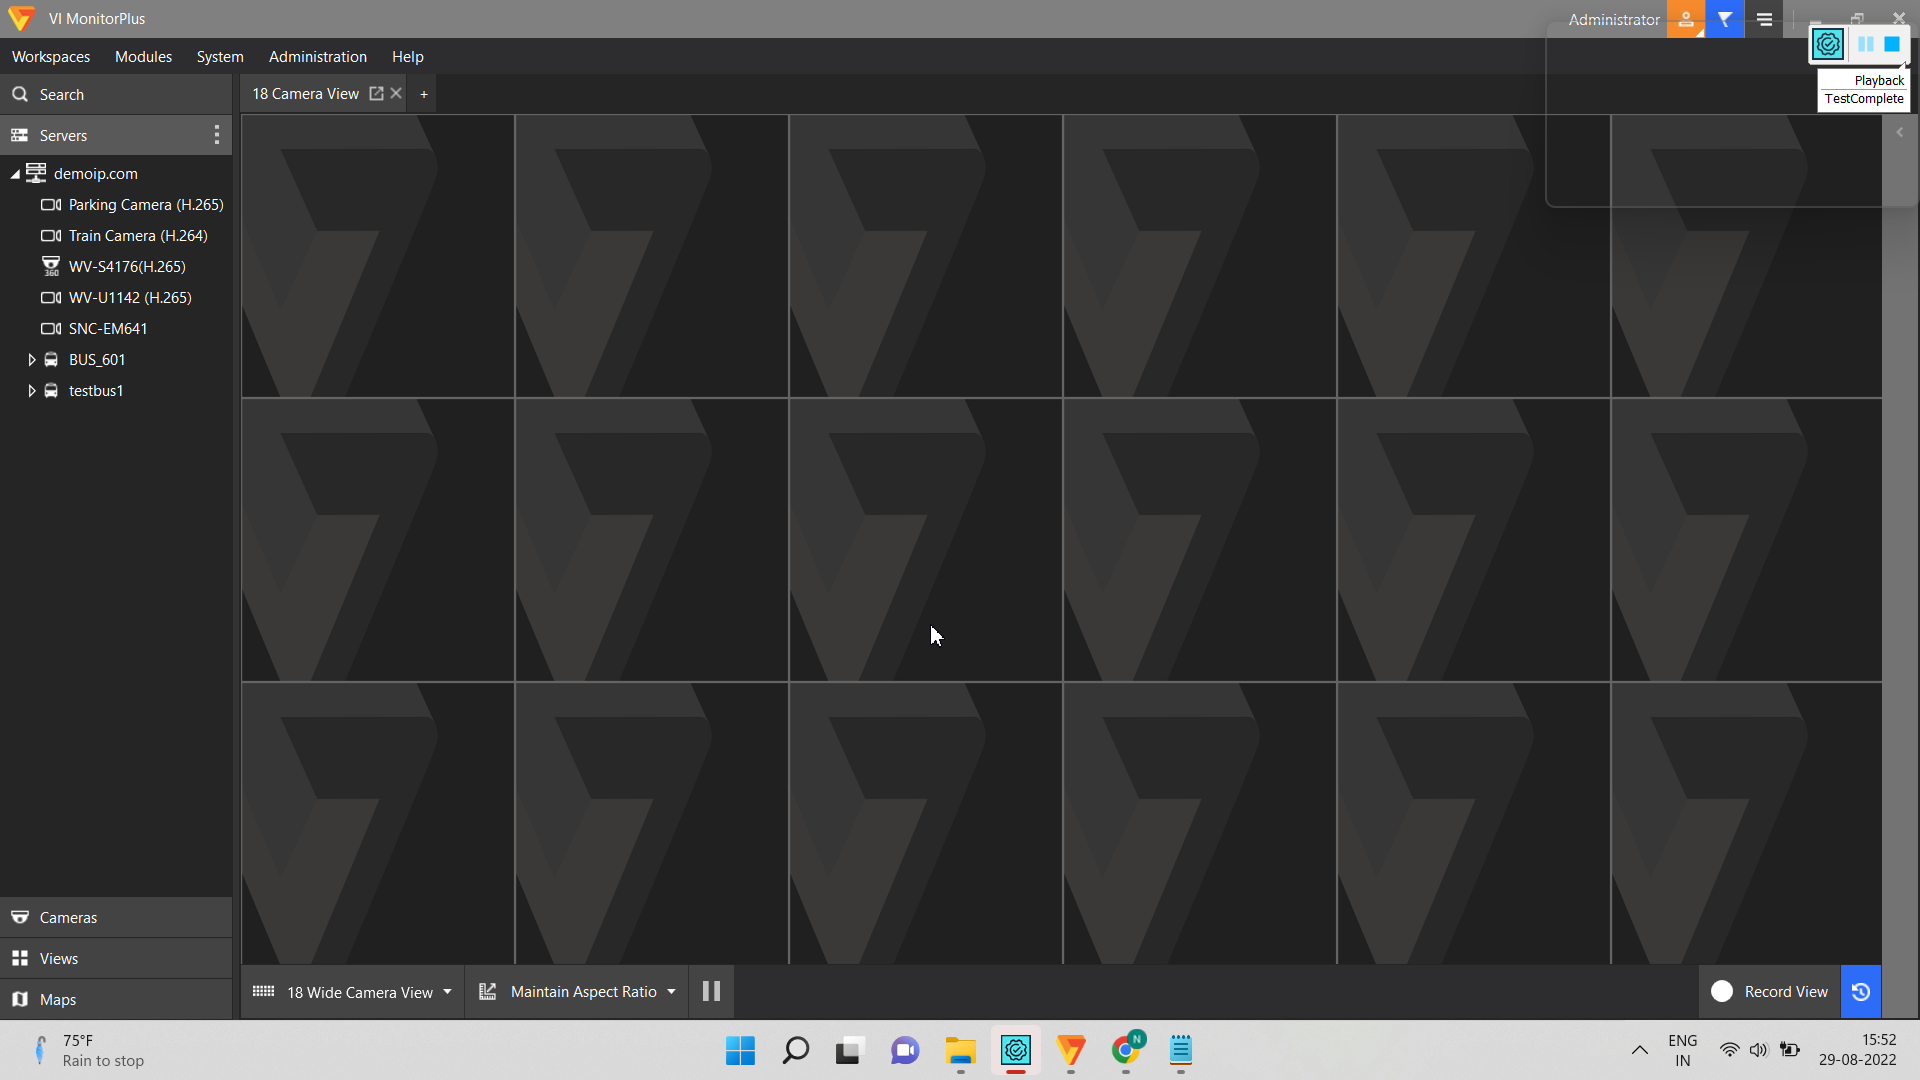 VI MonitorPlus
Administrator
Workspaces Modules System Administration Help
Playback
TestComplete
Search
18 Camera View
+
Servers
demoip.com
Parking Camera (H.265)
Train Camera (H.264)
360
WV-S4176(H.265)
WV-U1142 (H.265)
SNC-EM641
BUS_601
testbus1
Cameras
Views
Maps
18 Wide Camera View
Maintain Aspect Ratio
Record View
75°F
Rain to stop
N
ENG
IN
15:52
29-08-2022